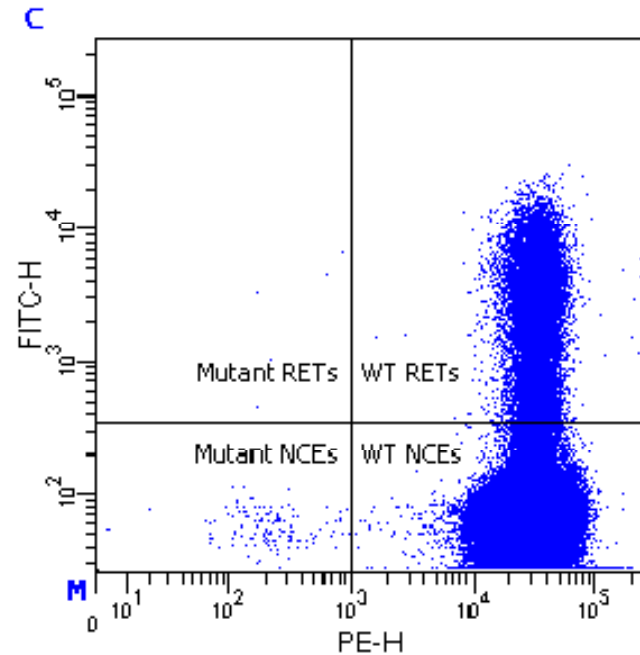 C
10^5
10^4
FITC-H
10^3
Mutant RETs
WT RETs
Mutant NCEs
WT NCEs
10^2
M
0
10^1
10^2
10^3
10^4
10^5
PE-H